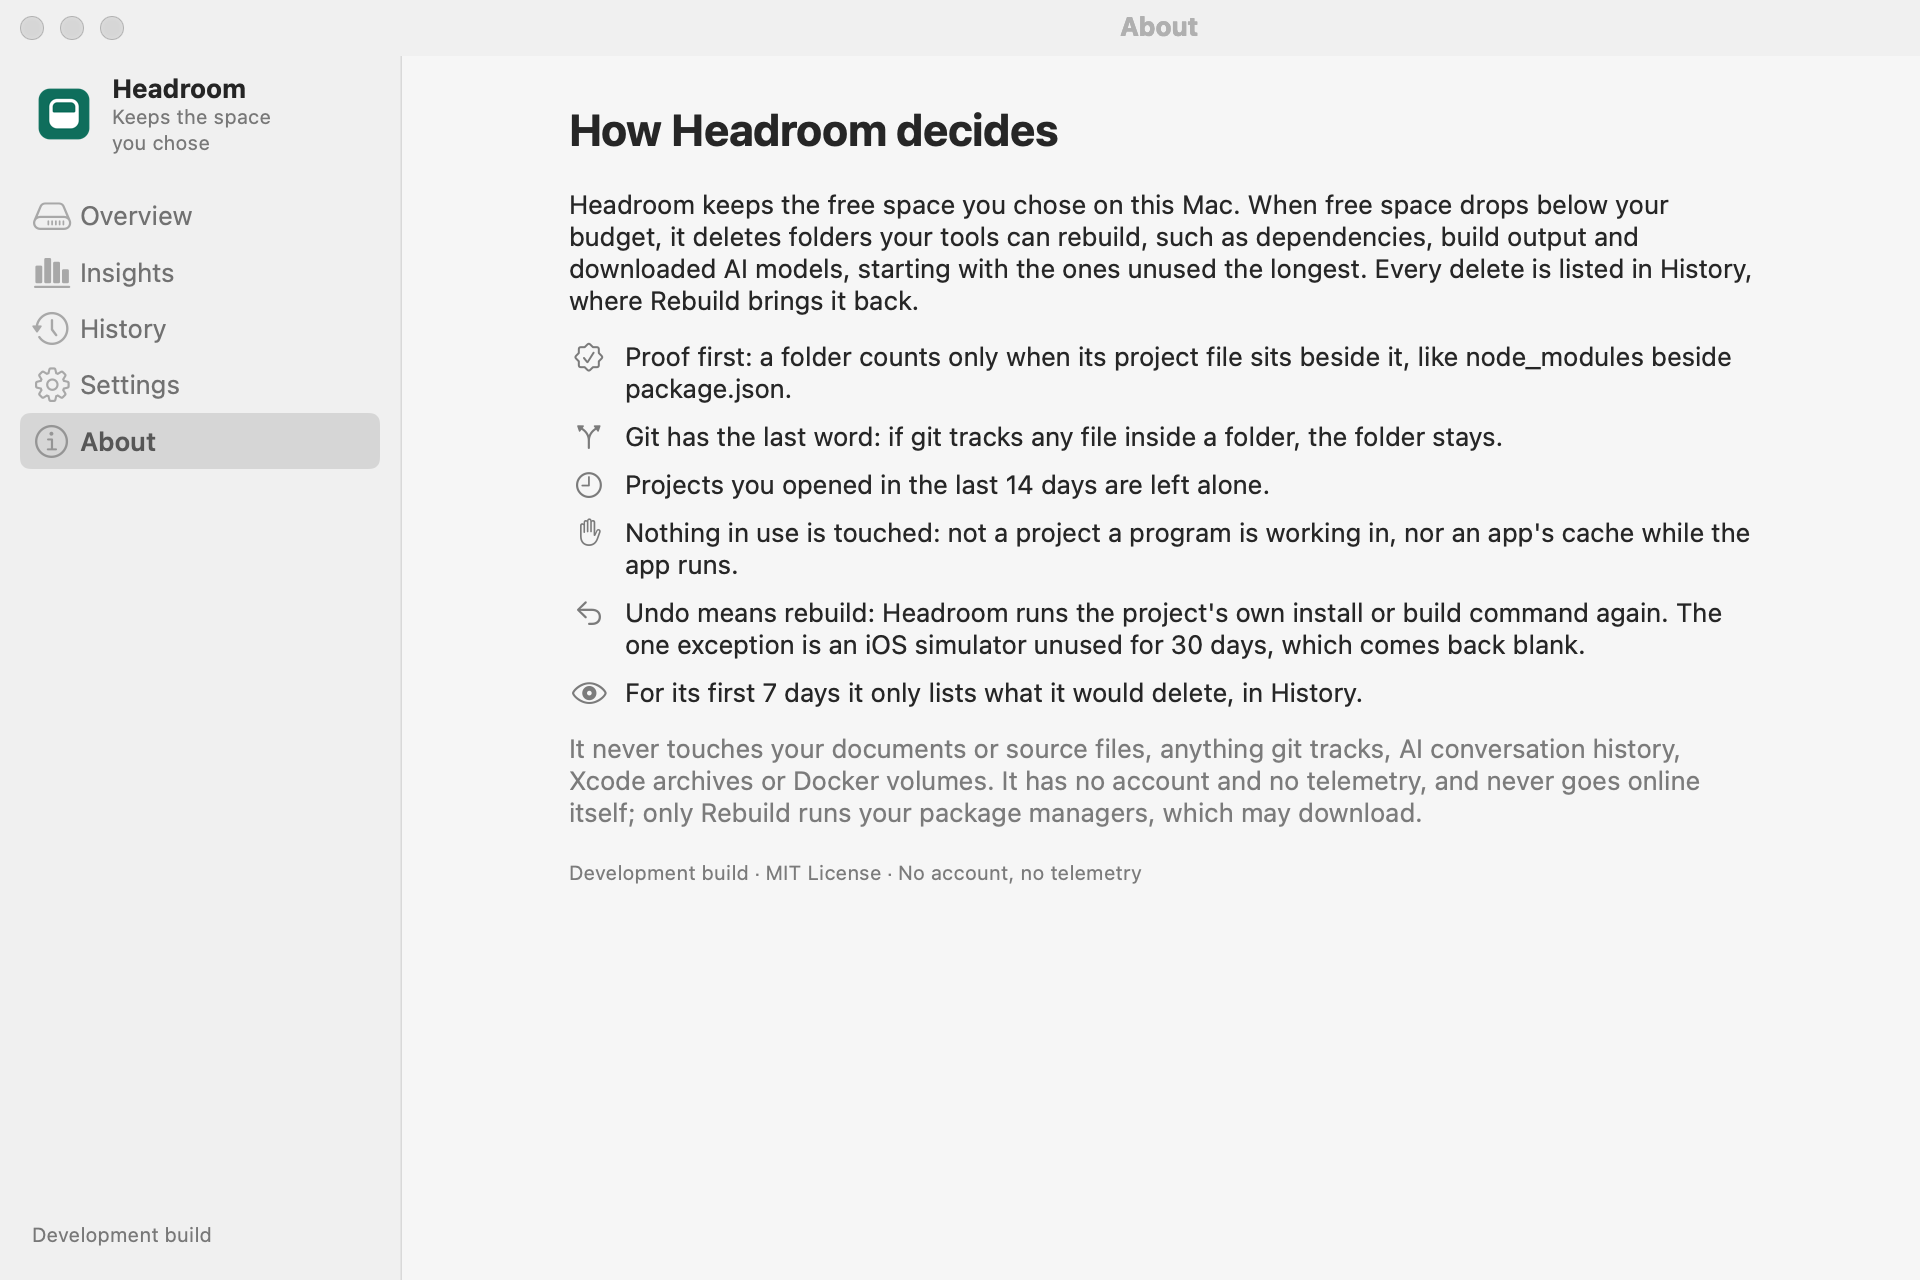 About
Headroom
Keeps the space
you chose
Overview
Insights
History
Settings
About
Development build
How Headroom decides
Headroom keeps the free space you chose on this Mac. When free space drops below your
budget, it deletes folders your tools can rebuild, such as dependencies, build output and
downloaded AI models, starting with the ones unused the longest. Every delete is listed in History,
where Rebuild brings it back.
Proof first: a folder counts only when its project file sits beside it, like node_modules beside
package.json.
Git has the last word: if git tracks any file inside a folder, the folder stays.
Projects you opened in the last 14 days are left alone.
Nothing in use is touched: not a project a program is working in, nor an app's cache while the
app runs.
Undo means rebuild: Headroom runs the project's own install or build command again. The
one exception is an iOS simulator unused for 30 days, which comes back blank.
For its first 7 days it only lists what it would delete, in History.
It never touches your documents or source files, anything git tracks, AI conversation history,
Xcode archives or Docker volumes. It has no account and no telemetry, and never goes online
itself; only Rebuild runs your package managers, which may download.
Development build · MIT License · No account, no telemetry